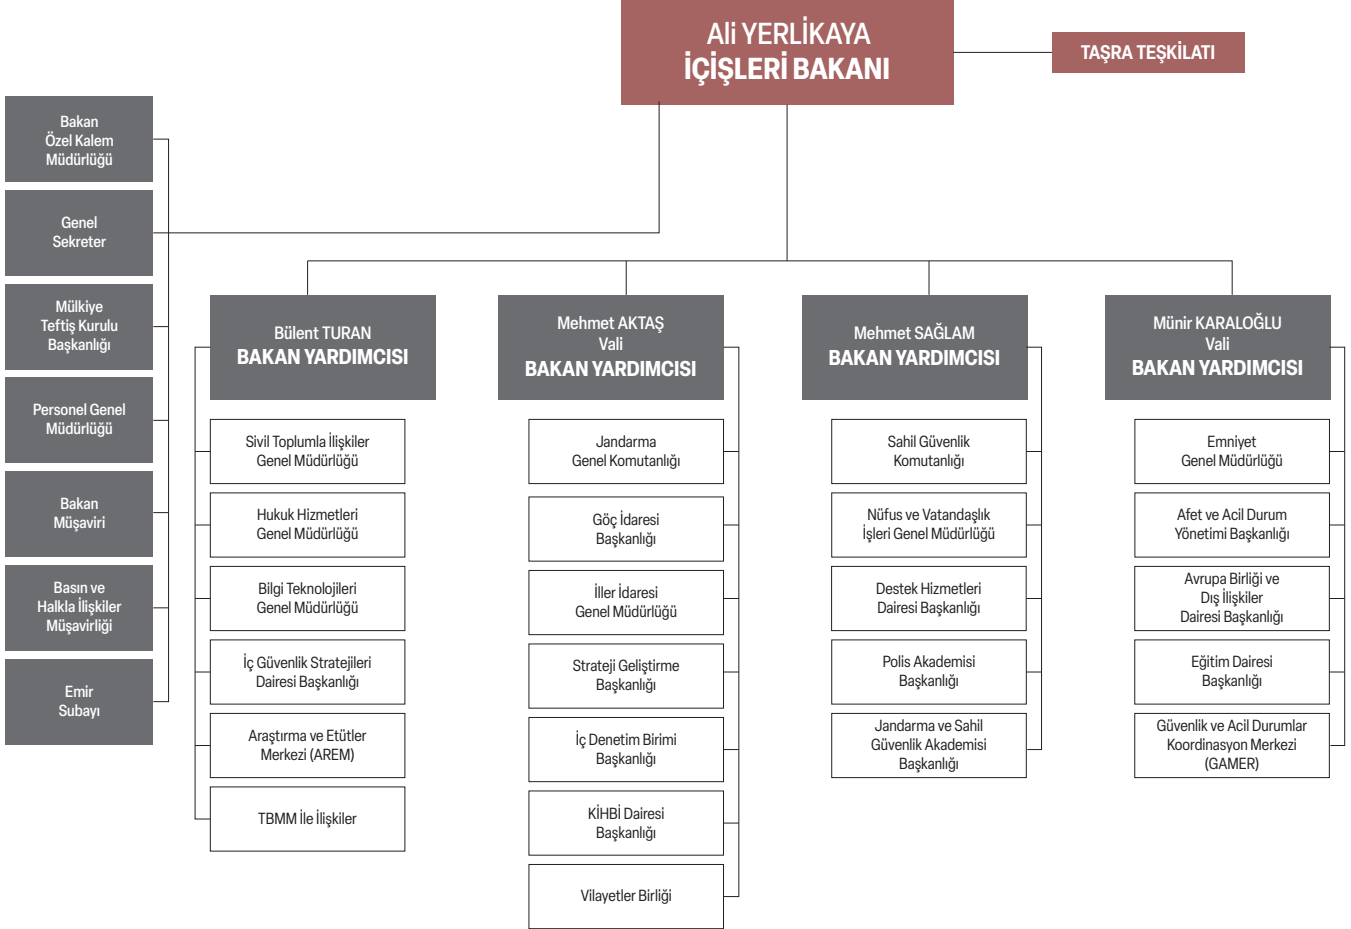 Ali YERLİKAYA
İÇİŞLERİ BAKANI
TAŞRA TEŞKİLATI
Bakan
Özel Kalem
Müdürlüğü
Genel
Sekreter
Mülkiye
Teftiş Kurulu
Başkanlığı
Personel Genel
Müdürlüğü
Bakan
Müşaviri
Basın ve
Halkla İlişkiler
Müşavirliği
Emir
Subayı
Bülent TURAN
BAKAN YARDIMCISI
Sivil Toplumla İlişkiler
Genel Müdürlüğü
Hukuk Hizmetleri
Genel Müdürlüğü
Bilgi Teknolojileri
Genel Müdürlüğü
İç Güvenlik Stratejileri
Dairesi Başkanlığı
Araştırma ve Etütler
Merkezi (AREM)
TBMM İle İlişkiler
Mehmet AKTAŞ
Vali
BAKAN YARDIMCISI
Jandarma
Genel Komutanlığı
Göç İdaresi
Başkanlığı
İller İdaresi
Genel Müdürlüğü
Strateji Geliştirme
Başkanlığı
İç Denetim Birimi
Başkanlığı
KİHBİ Dairesi
Başkanlığı
Vilayetler Birliği
Mehmet SAĞLAM
BAKAN YARDIMCISI
Sahil Güvenlik
Komutanlığı
Nüfus ve Vatandaşlık
İşleri Genel Müdürlüğü
Destek Hizmetleri
Dairesi Başkanlığı
Polis Akademisi
Başkanlığı
Jandarma ve Sahil
Güvenlik Akademisi
Başkanlığı
Münir KARALOĞLU
Vali
BAKAN YARDIMCISI
Emniyet
Genel Müdürlüğü
Afet ve Acil Durum
Yönetimi Başkanlığı
Avrupa Birliği ve
Dış İlişkiler
Dairesi Başkanlığı
Eğitim Dairesi
Başkanlığı
Güvenlik ve Acil Durumlar
Koordinasyon Merkezi
(GAMER)